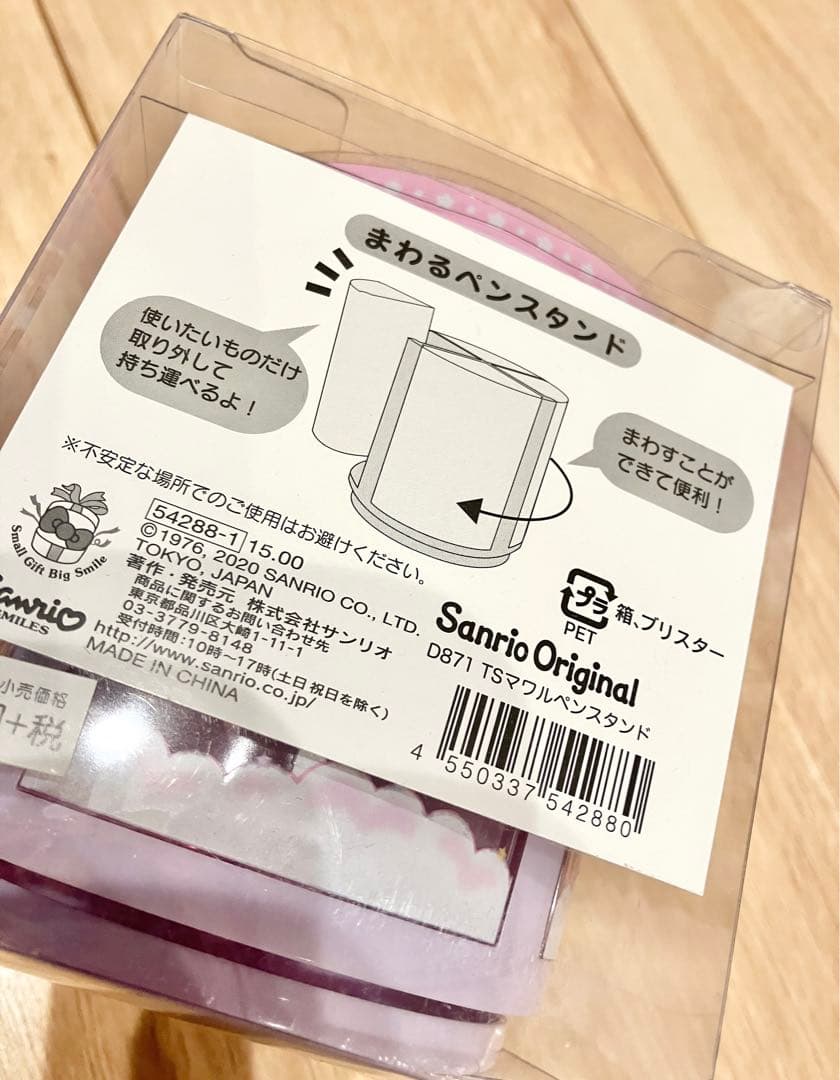 まわるペンスタンド
使いたいものだけ
取り外して
持ち運べるよ!
まわすことが
できて便利!
※不安定な場所でのご使用はお避けください。
Small Gift Big Smile
54288-1 15.00
©1976, 2020 SANRIO CO., LTD.
TOKYO, JAPAN
著作・発売元 株式会社サンリオ
商品に関するお問い合わせ先
東京都品川区大崎1-11-1
03-3779-8148
受付時間:10時〜17時(土日祝日を除く)
http://www.sanrio.co.jp/
MADE IN CHINA
プラ
PET
箱、ブリスター
Sanrio Original
D871 TSマワルペンスタンド
4 550337 542880
Sanrio
SMILES
小売価格
+税